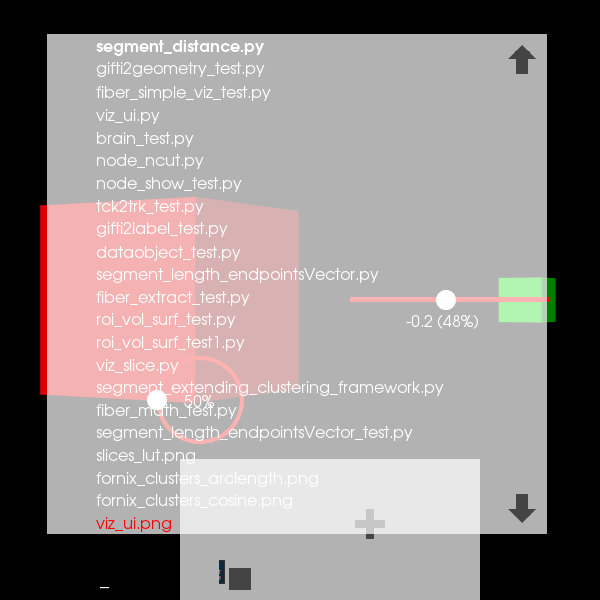 segment_distance.py
gifti2geometry_test.py
fiber_simple_viz_test.py
viz_ui.py
brain_test.py
node_ncut.py
node_show_test.py
tck2trk_test.py
gifti2label_test.py
dataobject_test.py
segment_length_endpointsVector.py
fiber_extract_test.py
roi_vol_surf_test.py
-0.2 (48%)
roi_vol_surf_test1.py
viz_slice.py
segment_extending_clustering_framework.py
50%
fiber_math_test.py
segment_length_endpointsVector_test.py
slices_lut.png
fornix_clusters_arclength.png
fornix_clusters_cosine.png
viz_ui.png
_